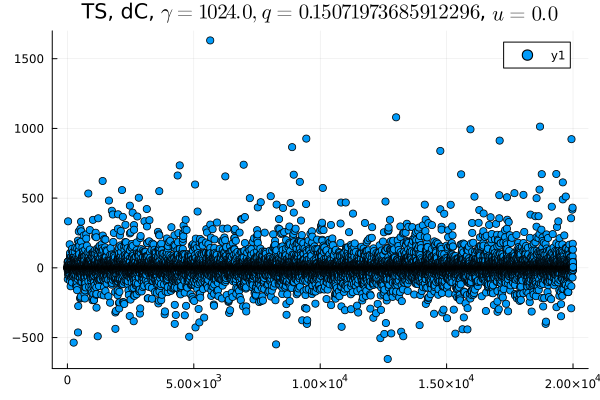 TS, dC, γ = 1024.0, q = 0.15071973685912296, u = 0.0
y1
1500
1000
500
0
−500
0 5.00×10³ 1.00×10⁴ 1.50×10⁴ 2.00×10⁴